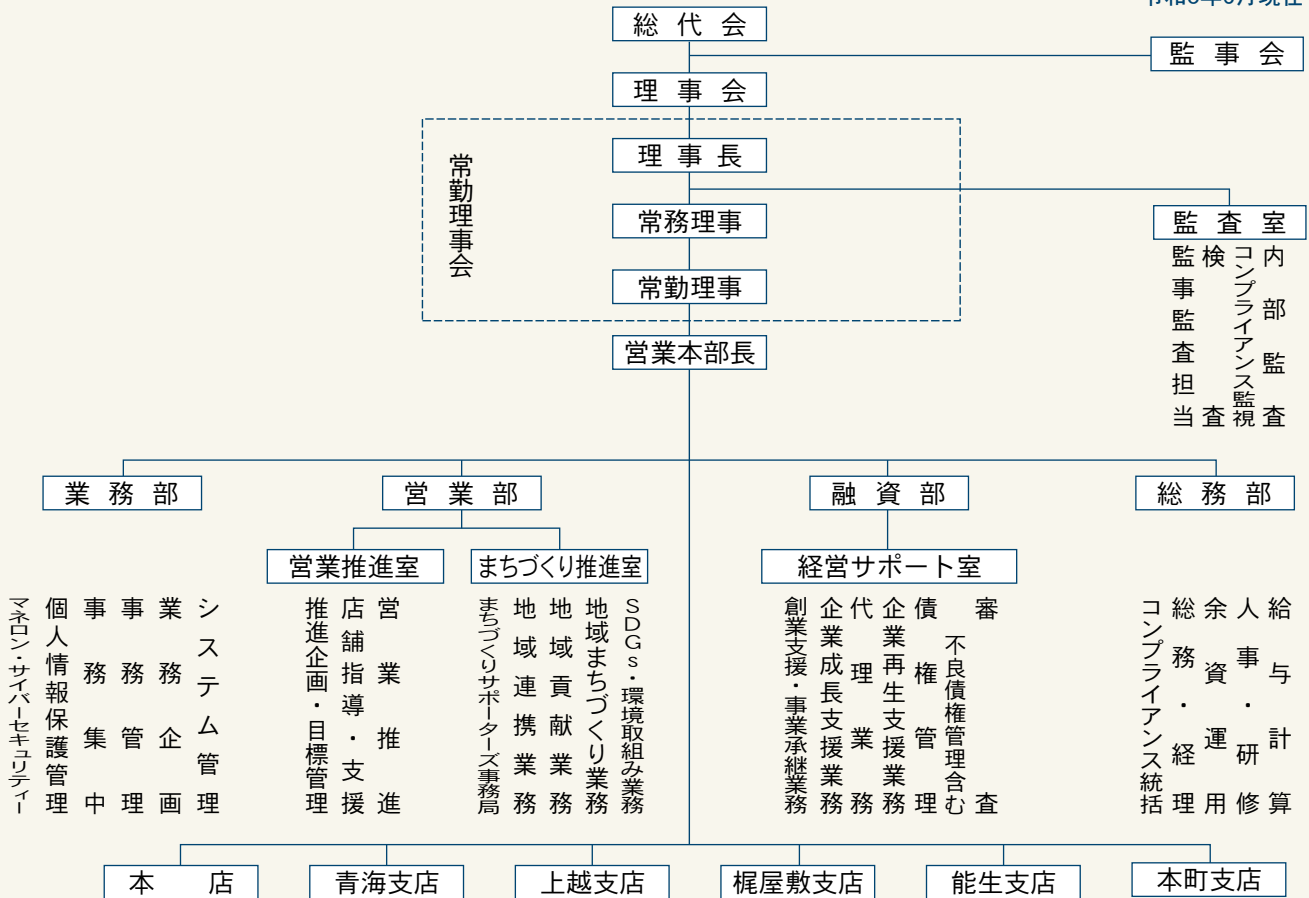 総代会
監事会
理事会
常勤理事会
理事長
常務理事
常勤理事
監査室
内部監査
コンプライアンス監視
検査
監事監査担当
営業本部長
業務部
営業部
融資部
総務部
営業推進室
まちづくり推進室
経営サポート室
システム管理
業務企画
事務管理
事務集中
個人情報保護管理
マネロン・サイバーセキュリティー
営業推進
店舗指導・支援
推進企画・目標管理
SDGs・環境取組み業務
地域まちづくり業務
地域貢献業務
地域連携業務
まちづくりサポーターズ事務局
審査
債権管理 不良債権管理含む
企業再生支援業務
代理業務
企業成長支援業務
創業支援・事業承継業務
給与計算
人事・研修
余資運用
総務・経理
コンプライアンス統括
本店
青海支店
上越支店
梶屋敷支店
能生支店
本町支店